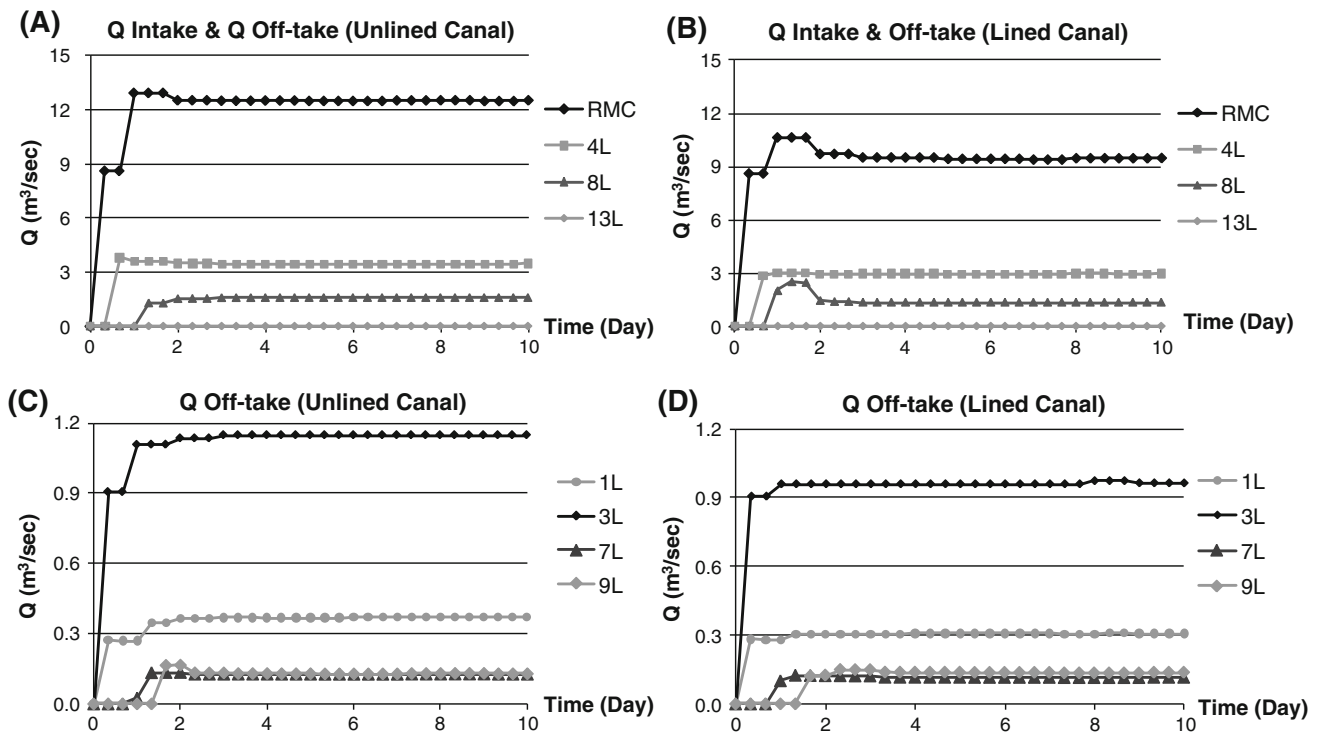 (A)
Q Intake & Q Off-take (Unlined Canal)
15
12
9
6
3
0
Q (m³/sec)
0 2 4 6 8 10
Time (Day)
RMC
4L
8L
13L
(B)
Q Intake & Off-take (Lined Canal)
15
12
9
6
3
0
Q (m³/sec)
0 2 4 6 8 10
Time (Day)
RMC
4L
8L
13L
(C)
Q Off-take (Unlined Canal)
1.2
0.9
0.6
0.3
0.0
Q (m³/sec)
0 2 4 6 8 10
Time (Day)
1L
3L
7L
9L
(D)
Q Off-take (Lined Canal)
1.2
0.9
0.6
0.3
0.0
Q (m³/sec)
0 2 4 6 8 10
Time (Day)
1L
3L
7L
9L